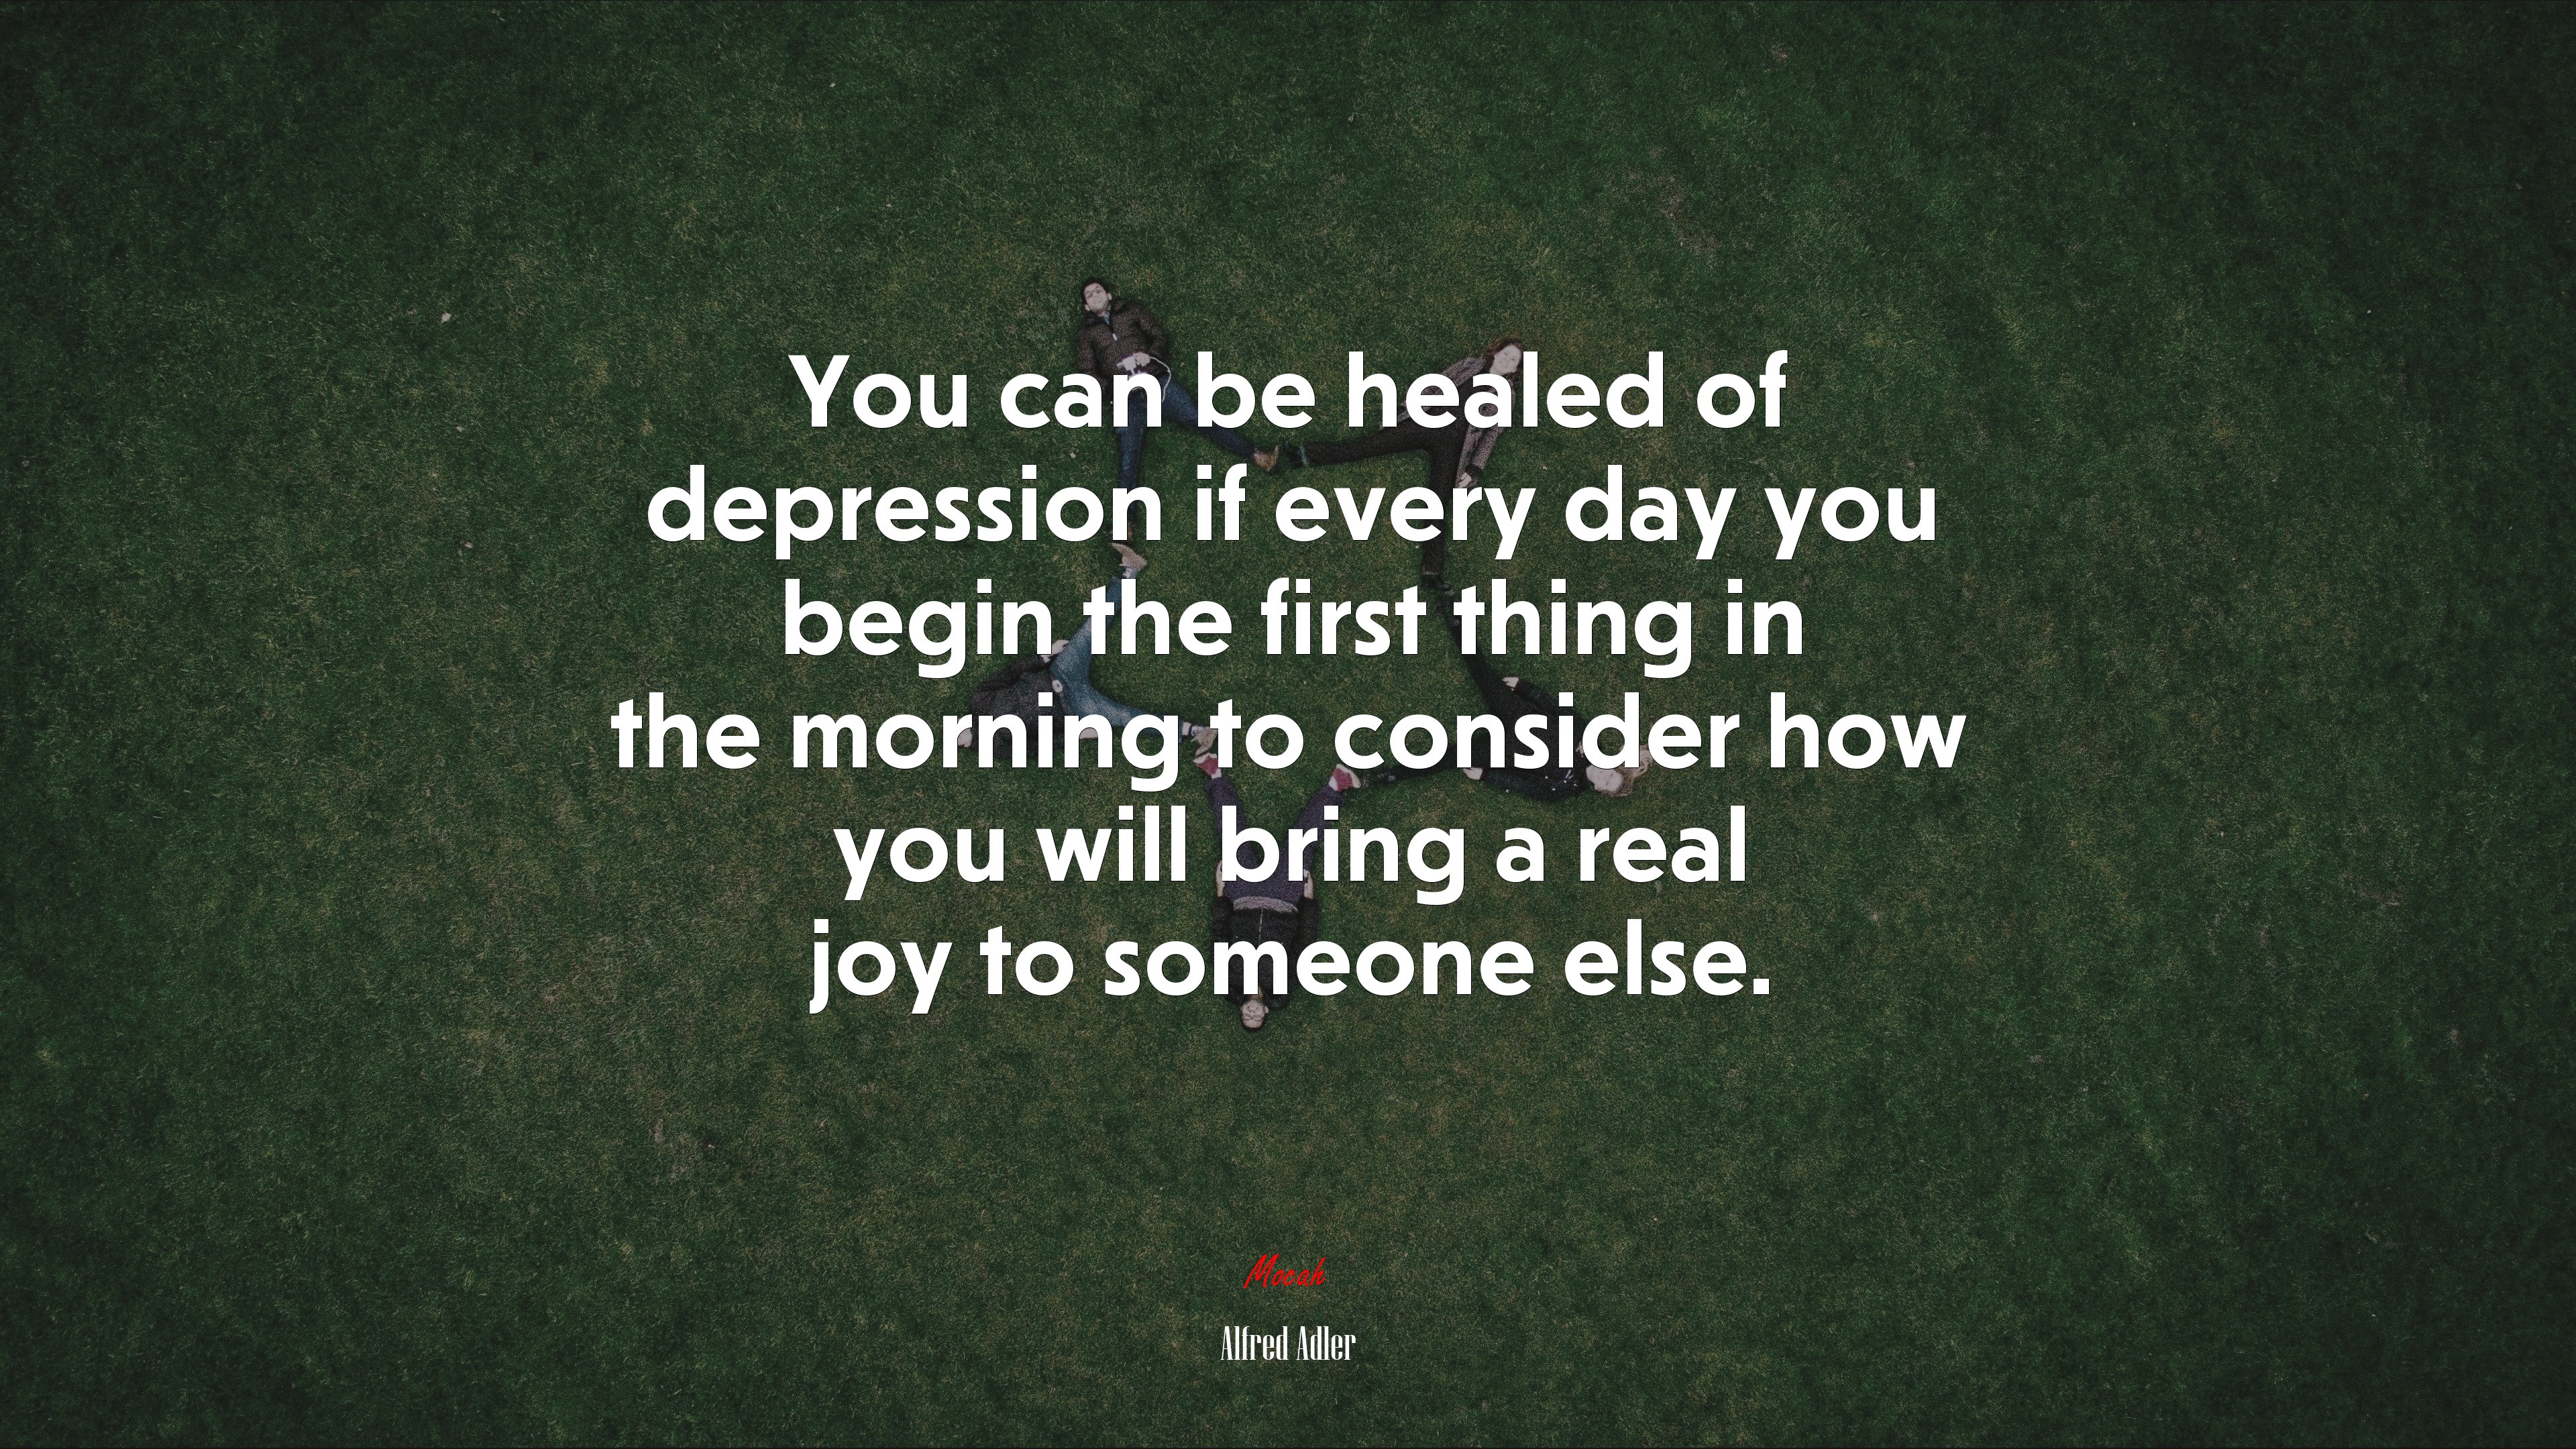 You can be healed of
depression if every day you
begin the first thing in
the morning to consider how
you will bring a real
joy to someone else.
Mocah
Alfred Adler